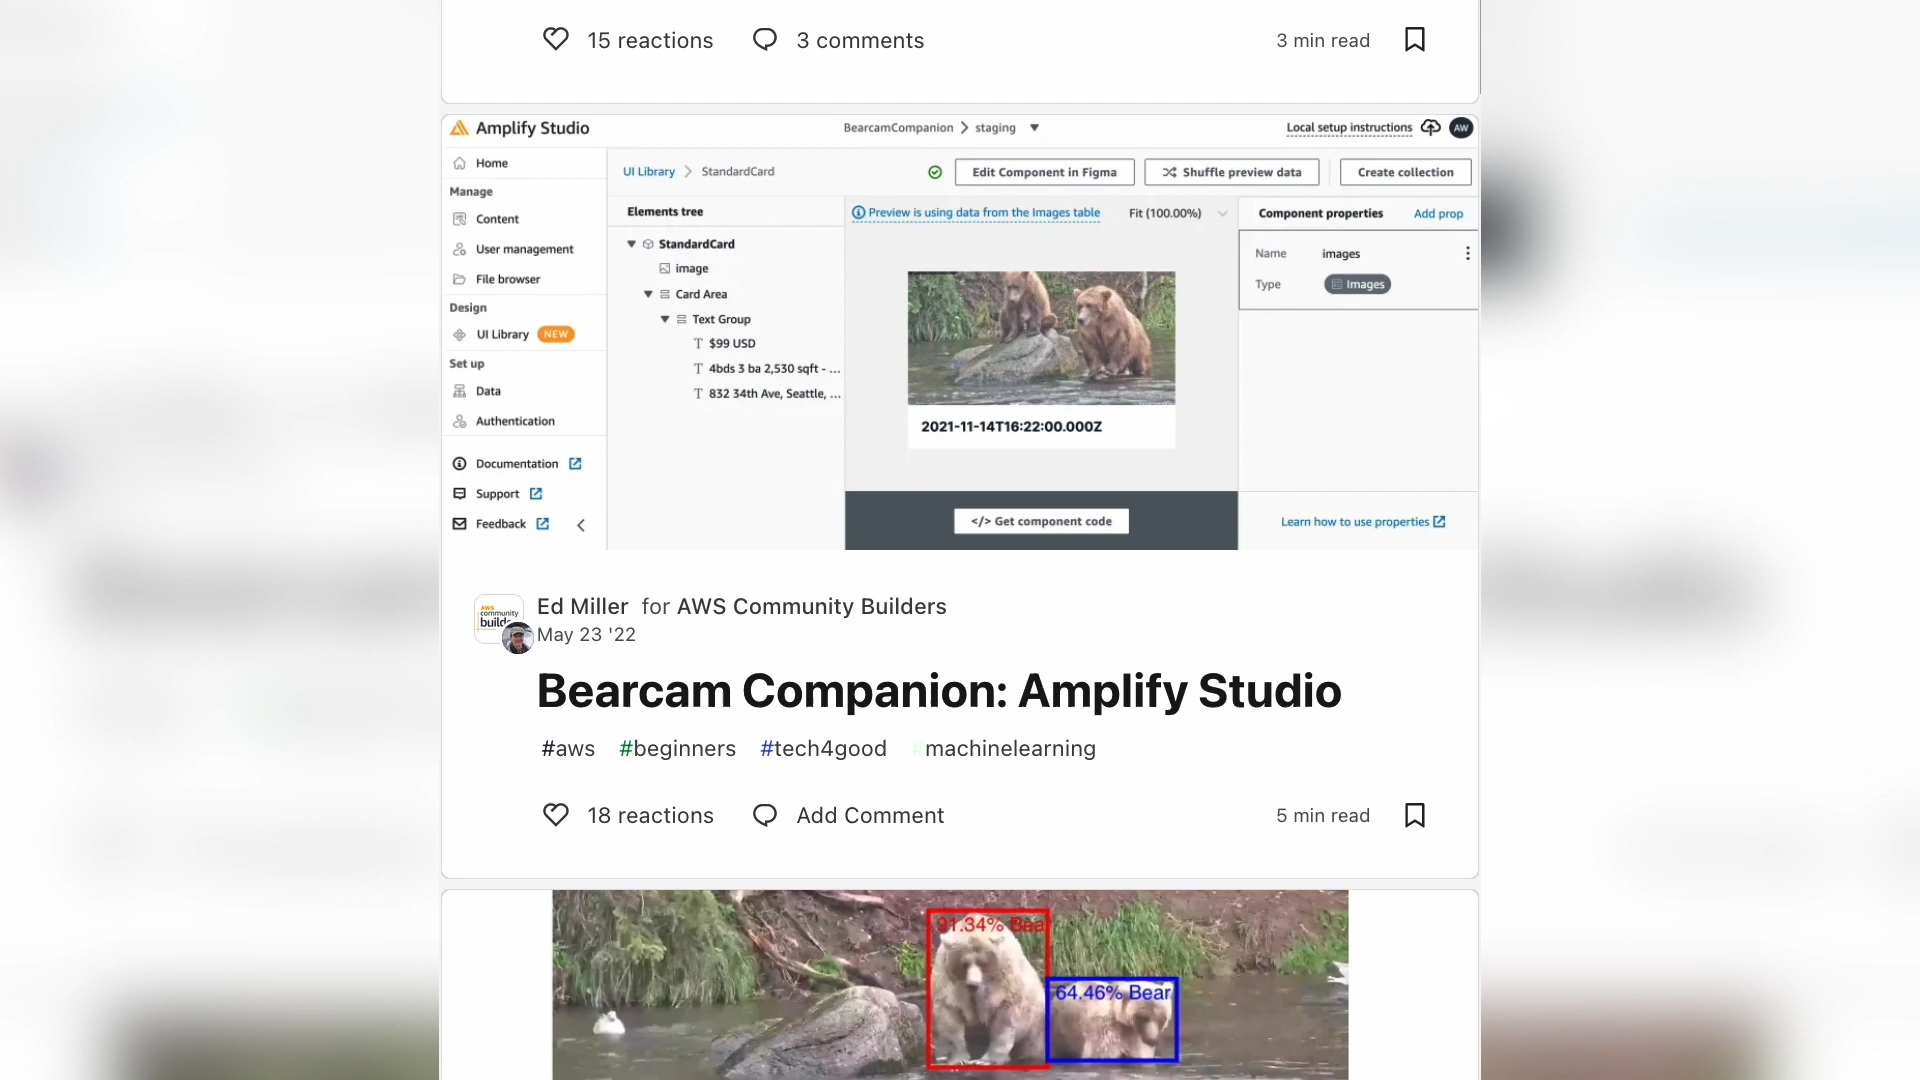 15 reactions 3 comments 3 min read
Amplify Studio BearcamCompanion staging Local setup instructions AW
Home
Manage
Content
User management
File browser
Design
UI Library NEW
Set up
Data
Authentication
Documentation
Support
Feedback
UI Library StandardCard Edit Component in Figma Shuffle preview data Create collection
Elements tree
StandardCard
image
Card Area
Text Group
T $99 USD
T 4bds 3 ba 2,530 sqft - ...
T 832 34th Ave, Seattle, ...
Preview is using data from the Images table Fit (100.00%)
2021-11-14T16:22:00.000Z
</> Get component code
Component properties Add prop
Name images
Type Images
Learn how to use properties
aws
community
Ed Miller for AWS Community Builders
May 23 '22
Bearcam Companion: Amplify Studio
#aws #beginners #tech4good #machinelearning
18 reactions Add Comment 5 min read
91.34% Bear
64.46% Bear